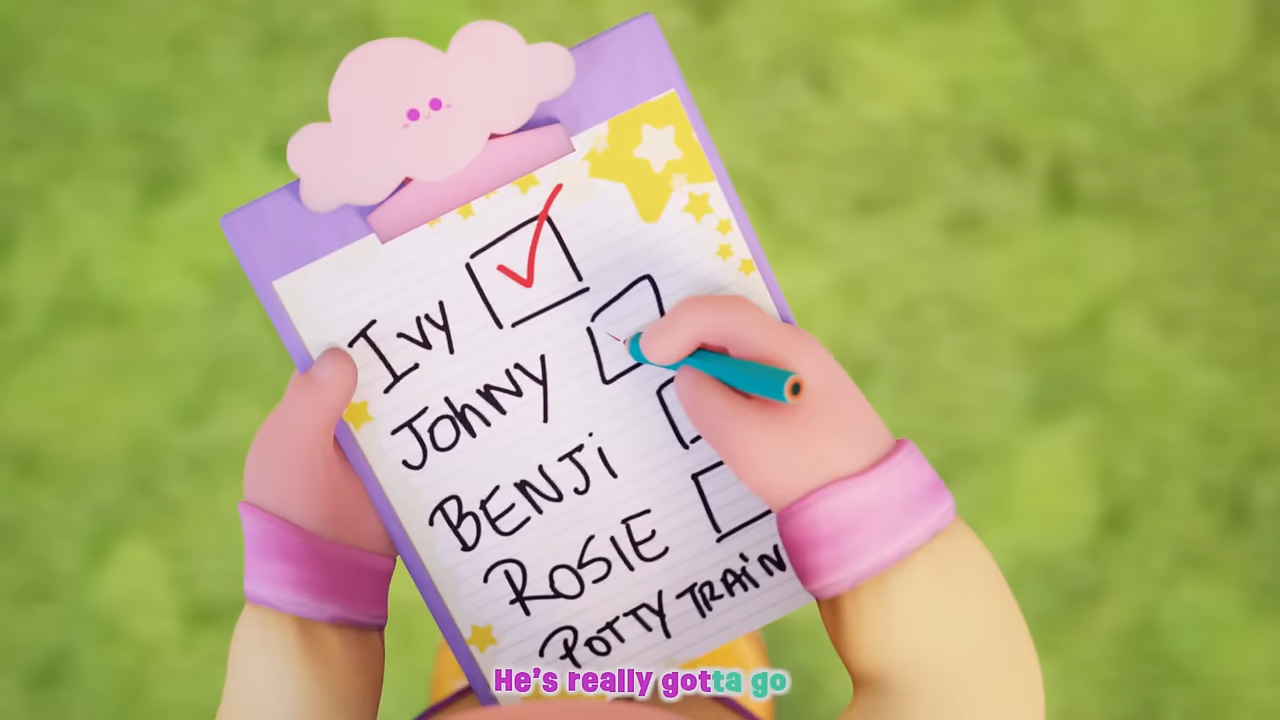 Ivy
Johny
BENJi
ROSIE
POTTY TRAIN
He's really gotta go